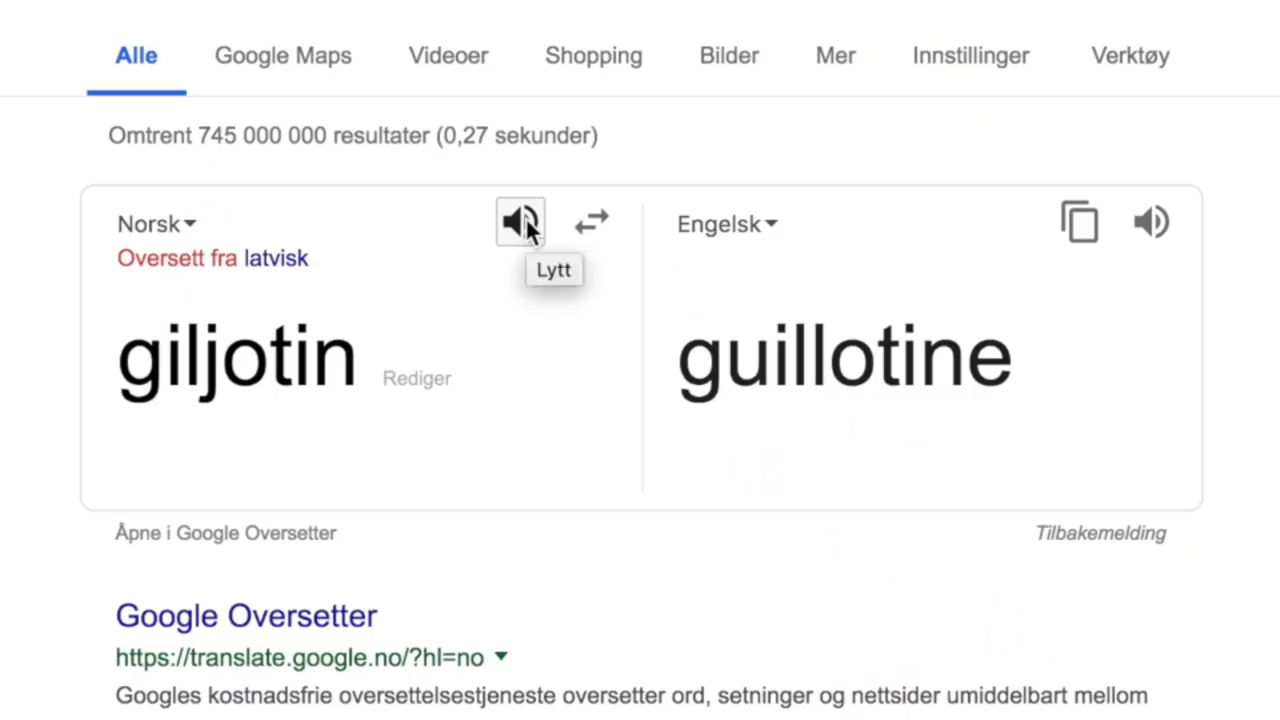 Alle Google Maps Videoer Shopping Bilder Mer Innstillinger Verktøy
Omtrent 745 000 000 resultater (0,27 sekunder)
Norsk
Engelsk
Oversett fra latvisk
Lytt
giljotin Rediger
guillotine
Åpne i Google Oversetter
Tilbakemelding
Google Oversetter
https://translate.google.no/?hl=no
Googles kostnadsfrie oversettelsestjeneste oversetter ord, setninger og nettsider umiddelbart mellom